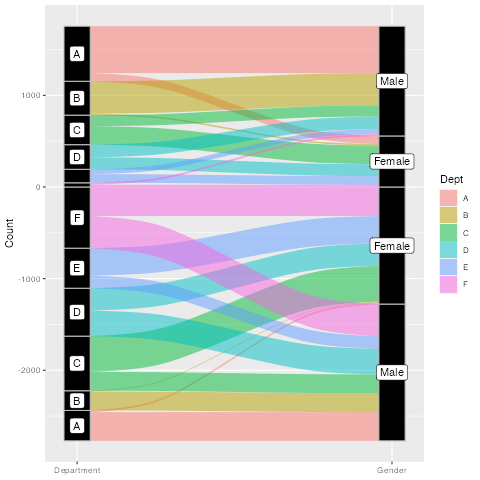 A
B
C
D
F
E
D
C
B
A
Male
Female
Female
Male
1000
0
-1000
-2000
Count
Department
Gender
Dept
A
B
C
D
E
F